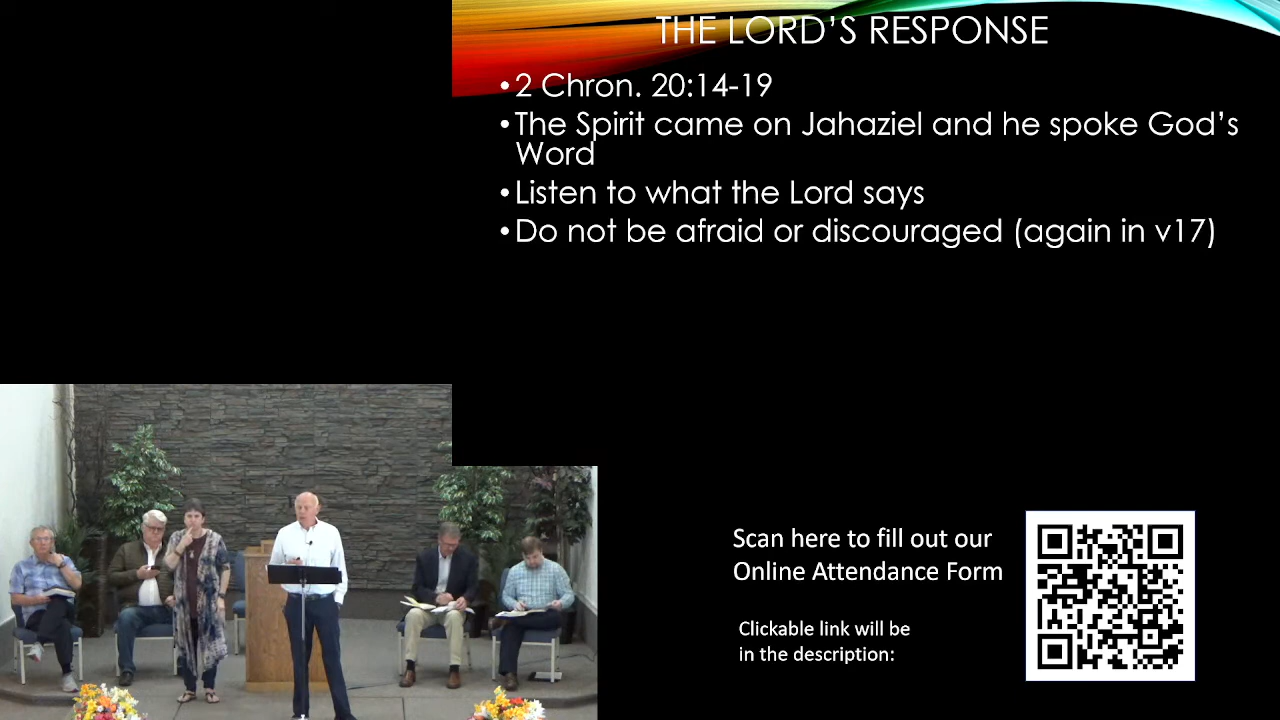 THE LORD’S RESPONSE
•2 Chron. 20:14-19
•The Spirit came on Jahaziel and he spoke God’s
Word
•Listen to what the Lord says
•Do not be afraid or discouraged (again in v17)
Scan here to fill out our
Online Attendance Form
Clickable link will be
in the description: